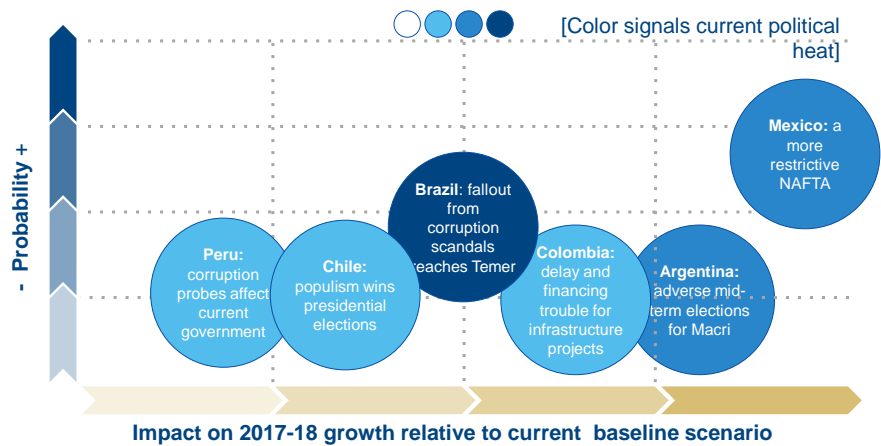 [Color signals current political
heat]
- Probability +
Mexico: a
more
restrictive
NAFTA
Brazil: fallout
from
corruption
scandals
reaches Temer
Peru:
corruption
probes affect
current
government
Chile:
populism wins
presidential
elections
Colombia:
delay and
financing
trouble for
infrastructure
projects
Argentina:
adverse mid-
term elections
for Macri
Impact on 2017-18 growth relative to current baseline scenario